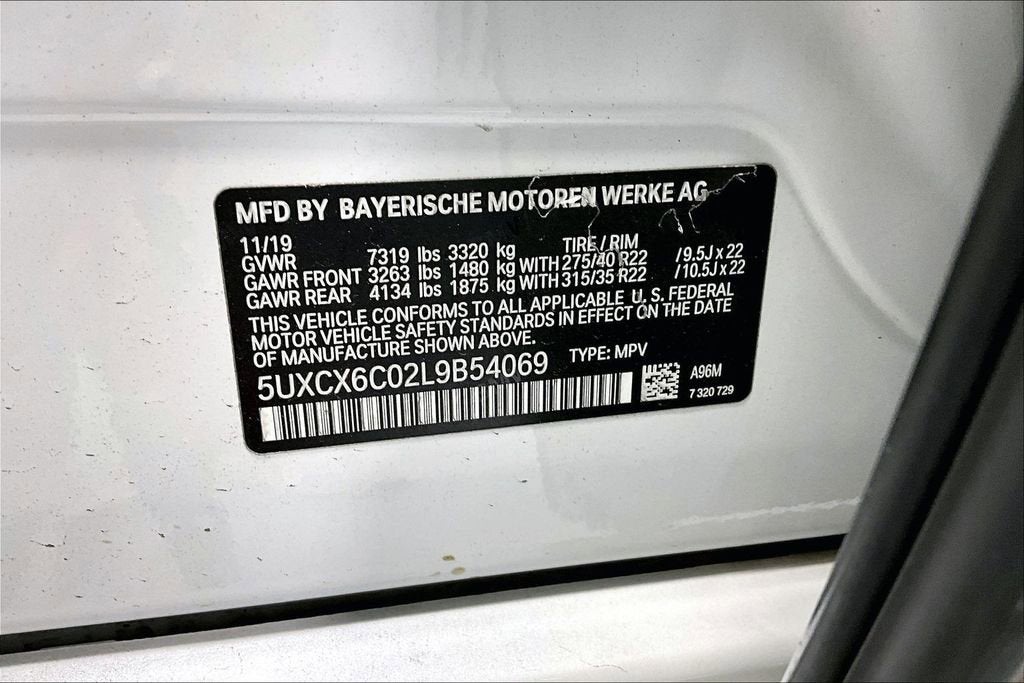 MFD BY BAYERISCHE MOTOREN WERKE AG
11/19 TIRE / RIM
GVWR 7319 lbs 3320 kg
GAWR FRONT 3263 lbs 1480 kg WITH 275/40 R22 / 9.5J x 22
GAWR REAR 4134 lbs 1875 kg WITH 315/35 R22 / 10.5J x 22
THIS VEHICLE CONFORMS TO ALL APPLICABLE U. S. FEDERAL
MOTOR VEHICLE SAFETY STANDARDS IN EFFECT ON THE DATE
OF MANUFACTURE SHOWN ABOVE.
5UXCX6C02L9B54069 TYPE: MPV
A96M
7 320 729